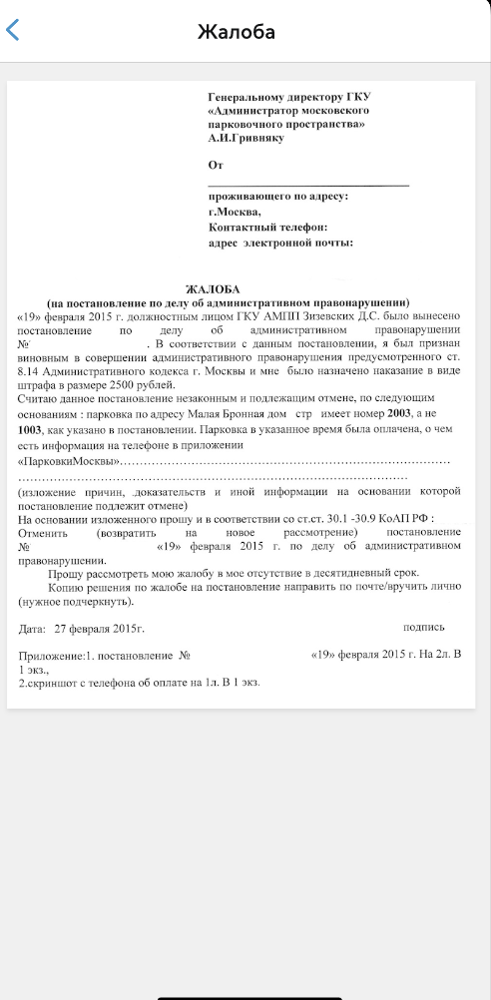 Жалоба
Генеральному директору ГКУ
«Администратор московского
парковочного пространства»
А.И.Гривняку
От
проживающего по адресу:
г.Москва,
Контактный телефон:
адрес электронной почты:
ЖАЛОБА
(на постановление по делу об административном правонарушении)
«19» февраля 2015 г. должностным лицом ГКУ АМПП Зизевских Д.С. было вынесено
постановление по делу об административном правонарушении
№ . В соответствии с данным постановлении, я был признан
виновным в совершении административного правонарушения предусмотренного ст.
8.14 Административного кодекса г. Москвы и мне было назначено наказание в виде
штрафа в размере 2500 рублей.
Считаю данное постановление незаконным и подлежащим отмене, по следующим
основаниям : парковка по адресу Малая Бронная дом стр имеет номер 2003, а не
1003, как указано в постановлении. Парковка в указанное время была оплачена, о чем
есть информация на телефоне в приложении
«ПарковкиМосквы»……………………………………………………………………
………………………………………………………………………………………
(изложение причин, .доказательств и иной информации на основании которой
постановление подлежит отмене)
На основании изложенного прошу и в соответствии со ст.ст. 30.1 -30.9 КоАП РФ :
Отменить (возвратить на новое рассмотрение) постановление
№ «19» февраля 2015 г. по делу об административном
правонарушении.
Прошу рассмотреть мою жалобу в мое отсутствие в десятидневный срок.
Копию решения по жалобе на постановление направить по почте/вручить лично
(нужное подчеркнуть).
Дата: 27 февраля 2015г. подпись
Приложение:1. постановление № «19» февраля 2015 г. На 2л. В
1 экз.,
2.скриншот с телефона об оплате на 1л. В 1 экз.